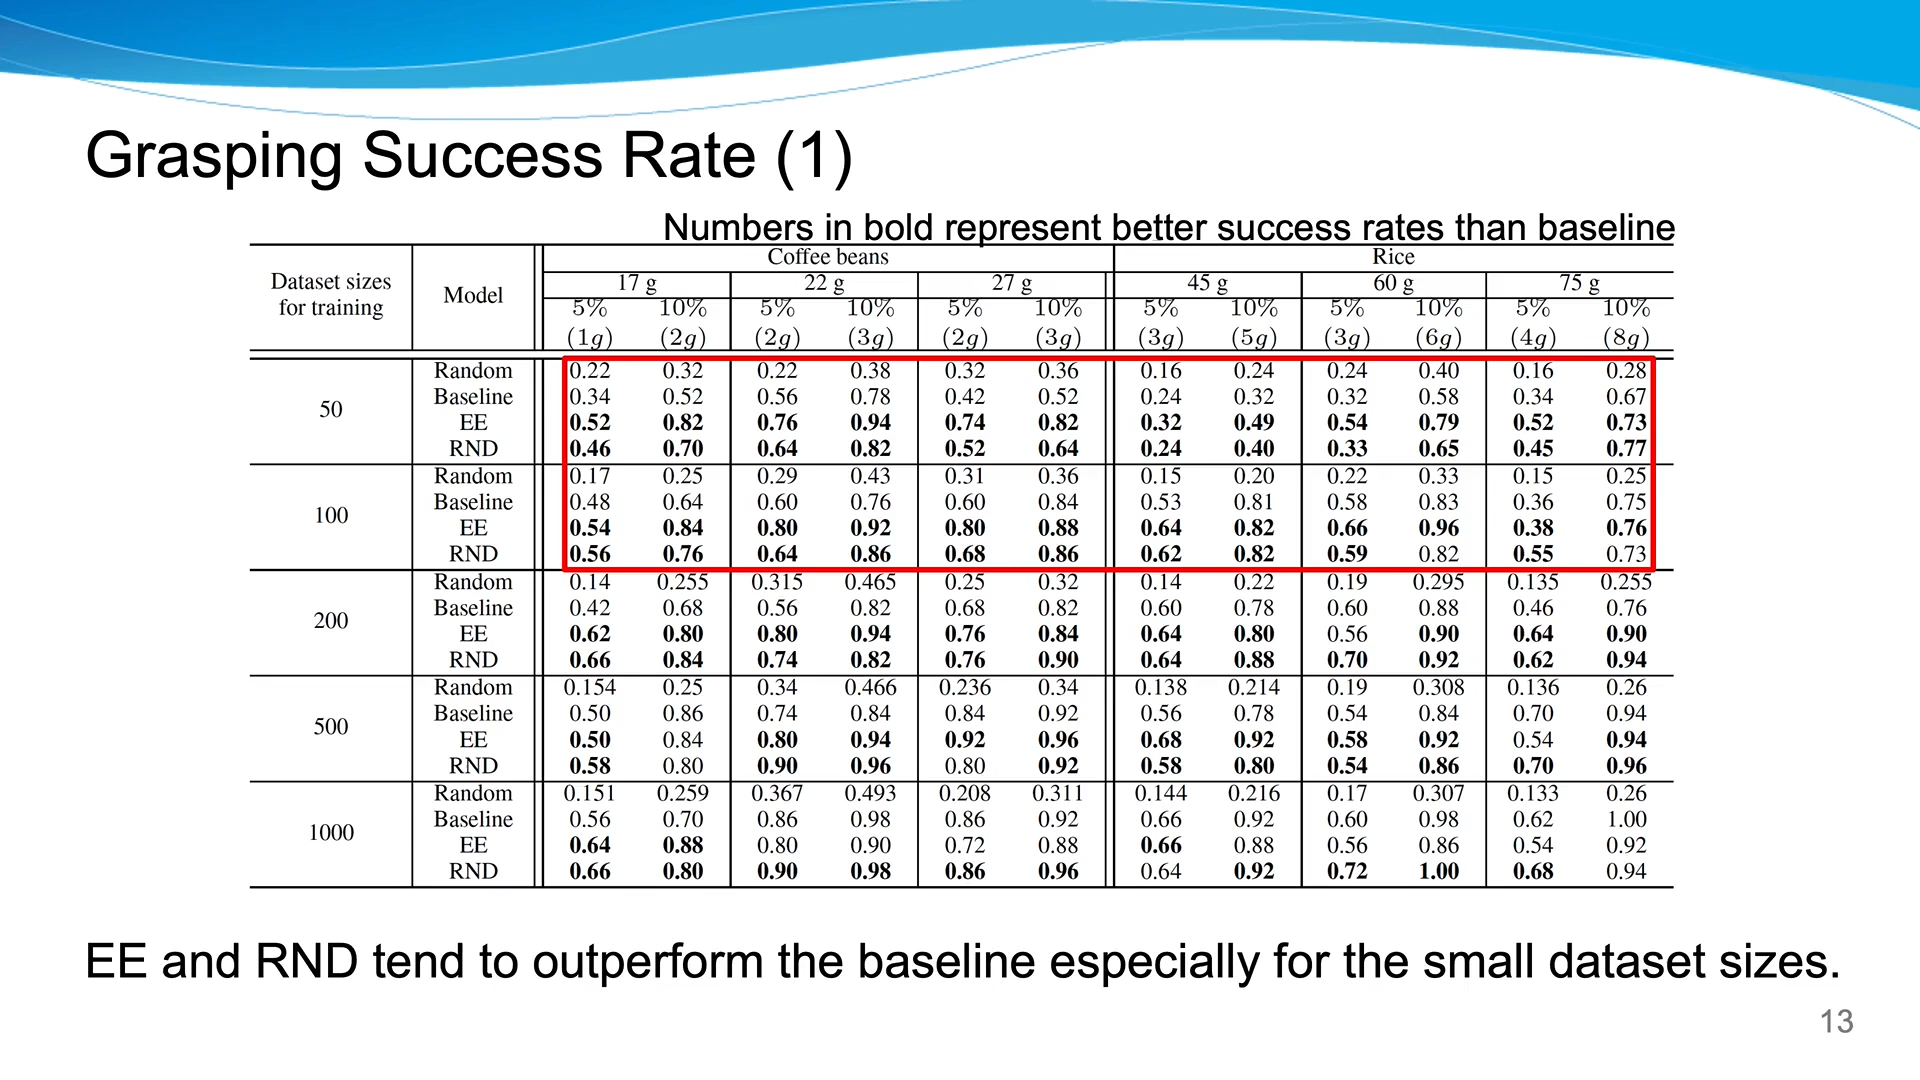 Grasping Success Rate (1)
Numbers in bold represent better success rates than baseline
Dataset sizes for training Model Coffee beans Rice
17 g 22 g 27 g 45 g 60 g 75 g
5% 10% 5% 10% 5% 10% 5% 10% 5% 10% 5% 10%
(1g) (2g) (2g) (3g) (2g) (3g) (3g) (5g) (3g) (6g) (4g) (8g)
50
Random 0.22 0.32 0.22 0.38 0.32 0.36 0.16 0.24 0.24 0.40 0.16 0.28
Baseline 0.34 0.52 0.56 0.78 0.42 0.52 0.24 0.32 0.32 0.58 0.34 0.67
EE 0.52 0.82 0.76 0.94 0.74 0.82 0.32 0.49 0.54 0.79 0.52 0.73
RND 0.46 0.70 0.64 0.82 0.52 0.64 0.24 0.40 0.33 0.65 0.45 0.77
100
Random 0.17 0.25 0.29 0.43 0.31 0.36 0.15 0.20 0.22 0.33 0.15 0.25
Baseline 0.48 0.64 0.60 0.76 0.60 0.84 0.53 0.81 0.58 0.83 0.36 0.75
EE 0.54 0.84 0.80 0.92 0.80 0.88 0.64 0.82 0.66 0.96 0.38 0.76
RND 0.56 0.76 0.64 0.86 0.68 0.86 0.62 0.82 0.59 0.82 0.55 0.73
200
Random 0.14 0.255 0.315 0.465 0.25 0.32 0.14 0.22 0.19 0.295 0.135 0.255
Baseline 0.42 0.68 0.56 0.82 0.68 0.82 0.60 0.78 0.60 0.88 0.46 0.76
EE 0.62 0.80 0.80 0.94 0.76 0.84 0.64 0.80 0.56 0.90 0.64 0.90
RND 0.66 0.84 0.74 0.82 0.76 0.90 0.64 0.88 0.70 0.92 0.62 0.94
500
Random 0.154 0.25 0.34 0.466 0.236 0.34 0.138 0.214 0.19 0.308 0.136 0.26
Baseline 0.50 0.86 0.74 0.84 0.84 0.92 0.56 0.78 0.54 0.84 0.70 0.94
EE 0.50 0.84 0.80 0.94 0.92 0.96 0.68 0.92 0.58 0.92 0.54 0.94
RND 0.58 0.80 0.90 0.96 0.80 0.92 0.58 0.80 0.54 0.86 0.70 0.96
1000
Random 0.151 0.259 0.367 0.493 0.208 0.311 0.144 0.216 0.17 0.307 0.133 0.26
Baseline 0.56 0.70 0.86 0.98 0.86 0.92 0.66 0.92 0.60 0.98 0.62 1.00
EE 0.64 0.88 0.80 0.90 0.72 0.88 0.66 0.88 0.56 0.86 0.54 0.92
RND 0.66 0.80 0.90 0.98 0.86 0.96 0.64 0.92 0.72 1.00 0.68 0.94
EE and RND tend to outperform the baseline especially for the small dataset sizes.
13